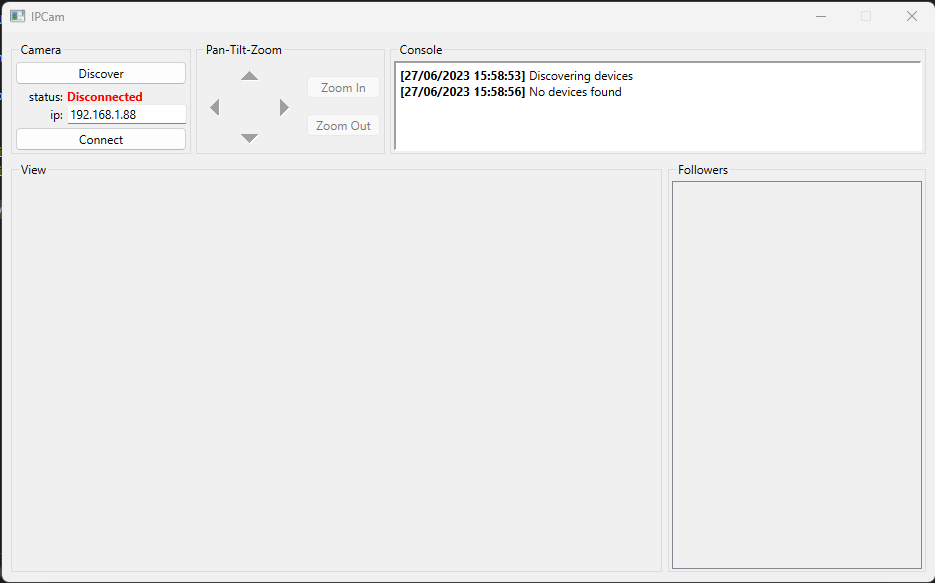 IPCam
Camera
Discover
status: Disconnected
ip: 192.168.1.88
Connect
Pan-Tilt-Zoom
Zoom In
Zoom Out
Console
[27/06/2023 15:58:53] Discovering devices
[27/06/2023 15:58:56] No devices found
View
Followers